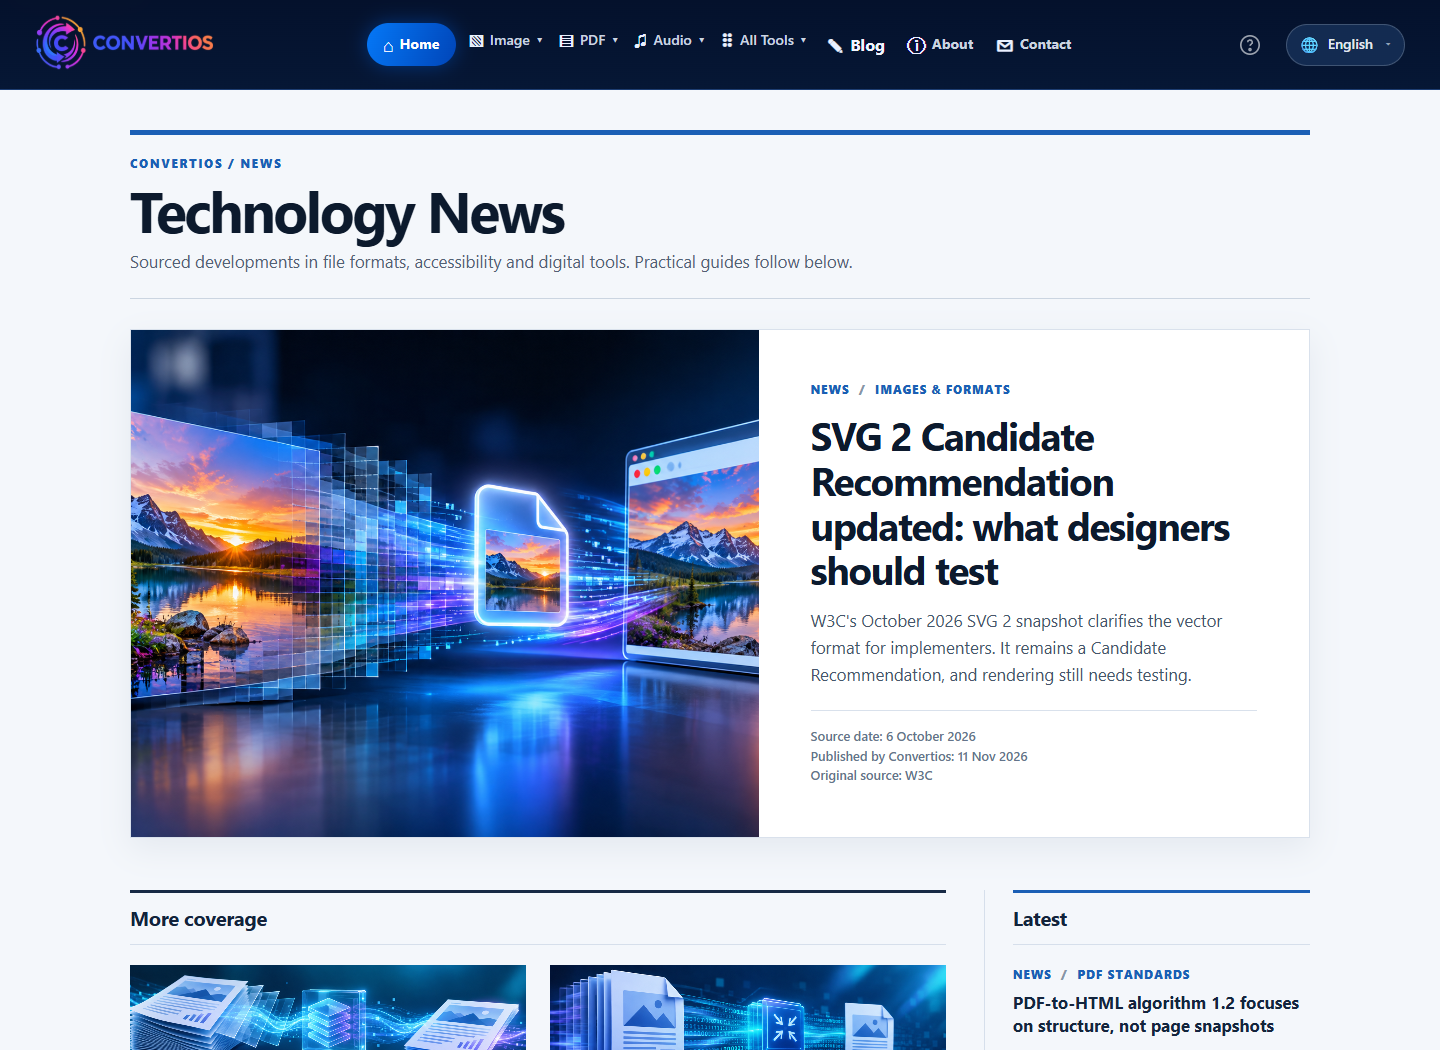 CONVERTIOS
Home
Image
PDF
Audio
All Tools
Blog
About
Contact
English
CONVERTIOS / NEWS
Technology News
Sourced developments in file formats, accessibility and digital tools. Practical guides follow below.
NEWS / IMAGES & FORMATS
SVG 2 Candidate
Recommendation
updated: what designers
should test
W3C's October 2026 SVG 2 snapshot clarifies the vector
format for implementers. It remains a Candidate
Recommendation, and rendering still needs testing.
Source date: 6 October 2026
Published by Convertios: 11 Nov 2026
Original source: W3C
More coverage
Latest
NEWS / PDF STANDARDS
PDF-to-HTML algorithm 1.2 focuses
on structure, not page snapshots